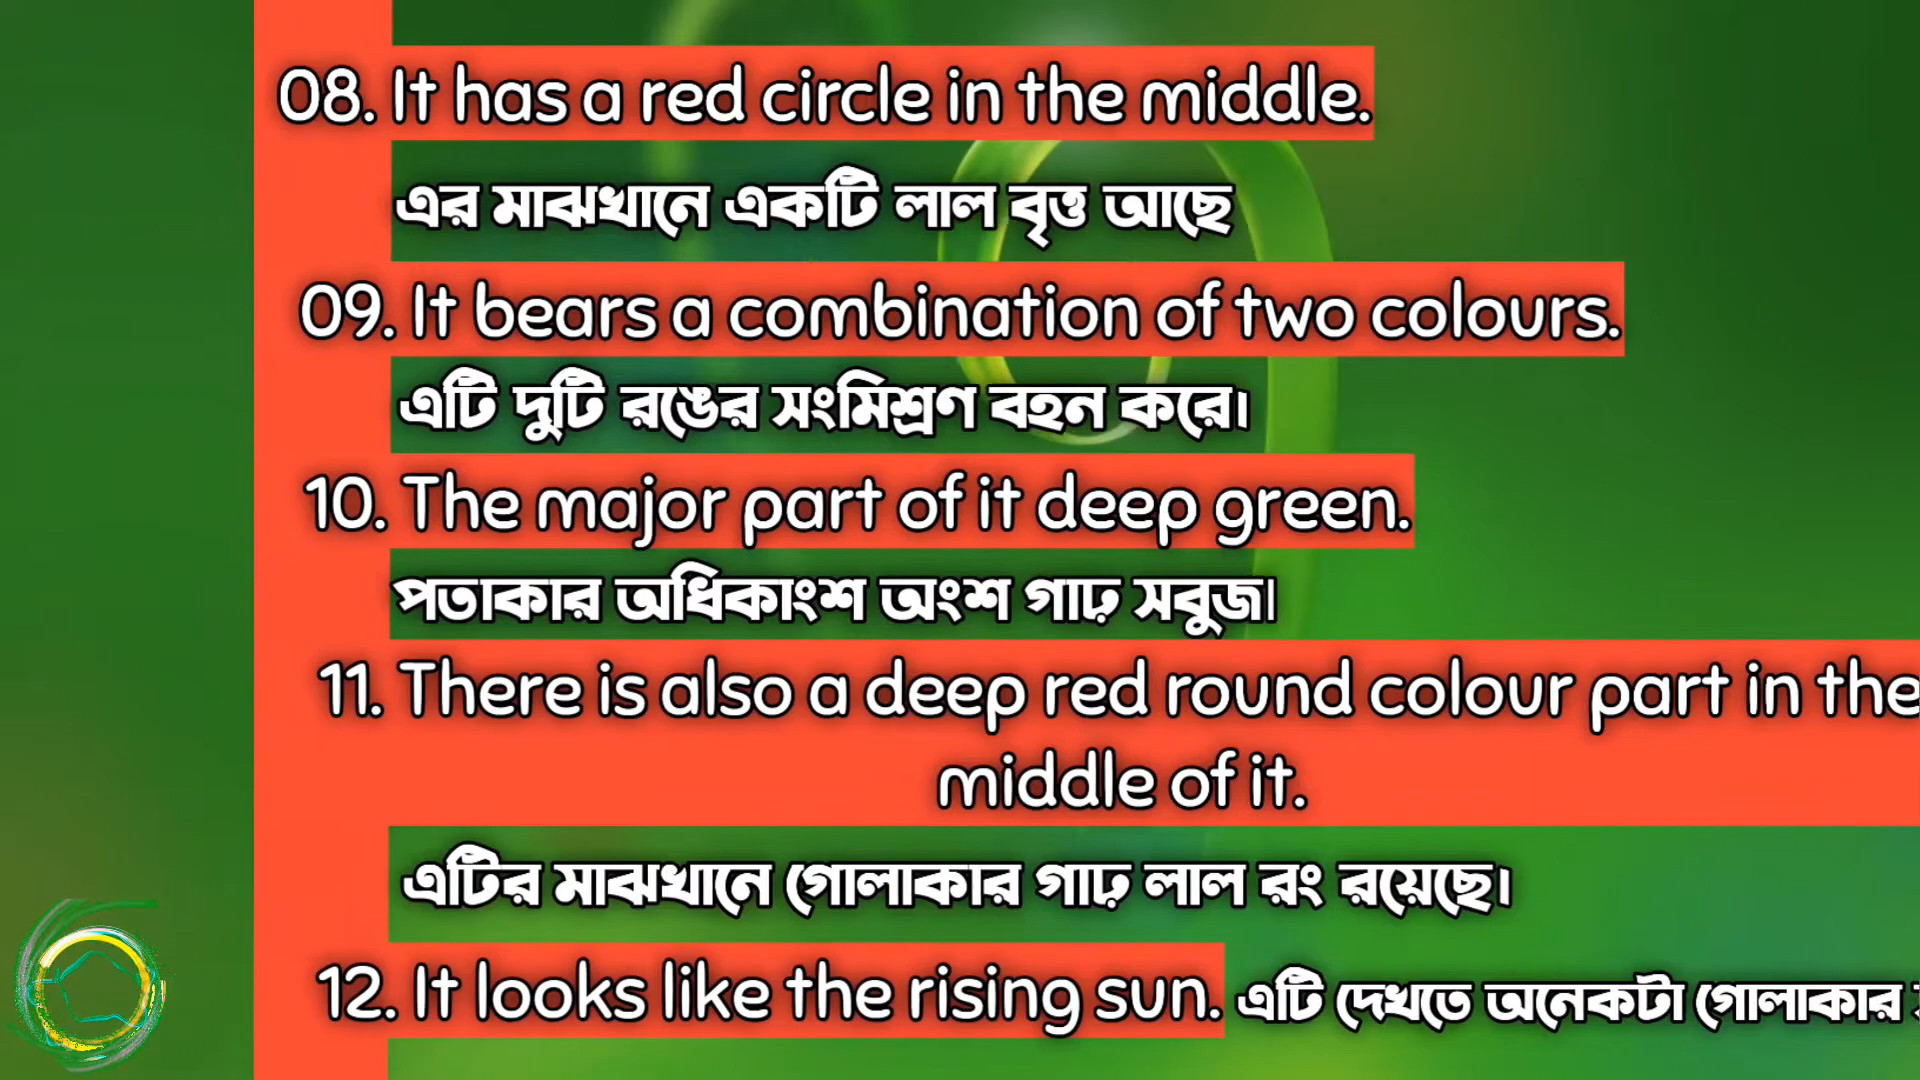 08. It has a red circle in the middle.
এর মাঝখানে একটি লাল বৃত্ত আছে
09. It bears a combination of two colours.
এটি দুটি রঙের সংমিশ্রণ বহন করে।
10. The major part of it deep green.
পতাকার অধিকাংশ অংশ গাঢ় সবুজ।
11. There is also a deep red round colour part in the
middle of it.
এটির মাঝখানে গোলাকার গাঢ় লাল রং রয়েছে।
12. It looks like the rising sun. এটি দেখতে অনেকটা গোলাকার